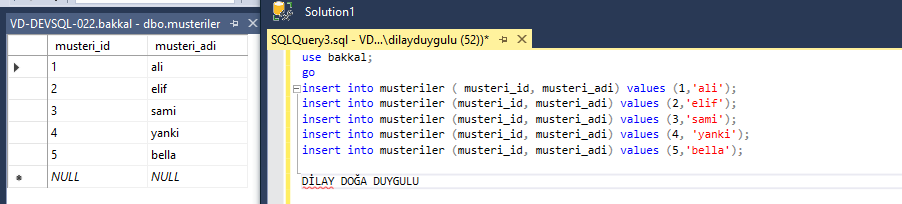 VD-DEVSQL-022.bakkal - dbo.musteriler
musteri_id musteri_adi
1 ali
2 elif
3 sami
4 yanki
5 bella
NULL NULL
Solution1
SQLQuery3.sql - VD...\dilayduygulu (52))*
use bakkal;
go
insert into musteriler ( musteri_id, musteri_adi) values (1,'ali');
insert into musteriler (musteri_id, musteri_adi) values (2,'elif');
insert into musteriler (musteri_id, musteri_adi) values (3,'sami');
insert into musteriler (musteri_id, musteri_adi) values (4, 'yanki');
insert into musteriler (musteri_id, musteri_adi) values (5,'bella');
DİLAY DOĞA DUYGULU